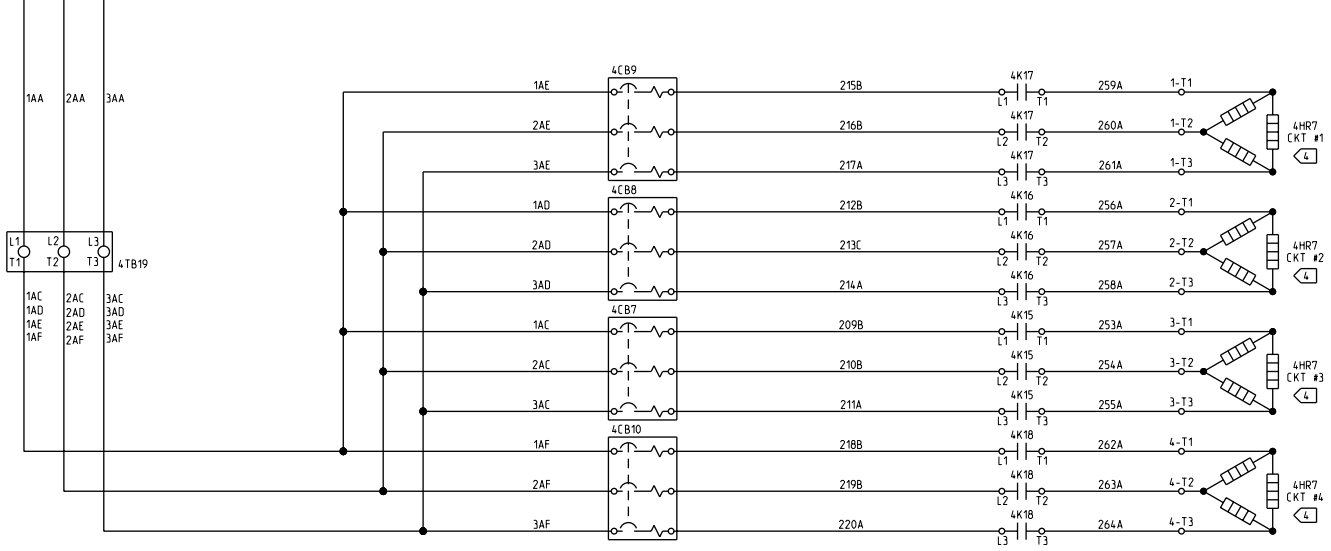 4CB9
1AE 215B 4K17 L1 T1 259A 1-T1
2AE 216B 4K17 L2 T2 260A 1-T2
3AE 217A 4K17 L3 T3 261A 1-T3
4HR7
CKT #1
4
1AA 2AA 3AA
4CB8
1AD 212B 4K16 L1 T1 256A 2-T1
2AD 213C 4K16 L2 T2 257A 2-T2
3AD 214A 4K16 L3 T3 258A 2-T3
4HR7
CKT #2
4
L1 L2 L3
T1 T2 T3
4TB19
1AC 2AC 3AC
1AD 2AD 3AD
1AE 2AE 3AE
1AF 2AF 3AF
4CB7
1AC 209B 4K15 L1 T1 253A 3-T1
2AC 210B 4K15 L2 T2 254A 3-T2
3AC 211A 4K15 L3 T3 255A 3-T3
4HR7
CKT #3
4
4CB10
1AF 218B 4K18 L1 T1 262A 4-T1
2AF 219B 4K18 L2 T2 263A 4-T2
3AF 220A 4K18 L3 T3 264A 4-T3
4HR7
CKT #4
4